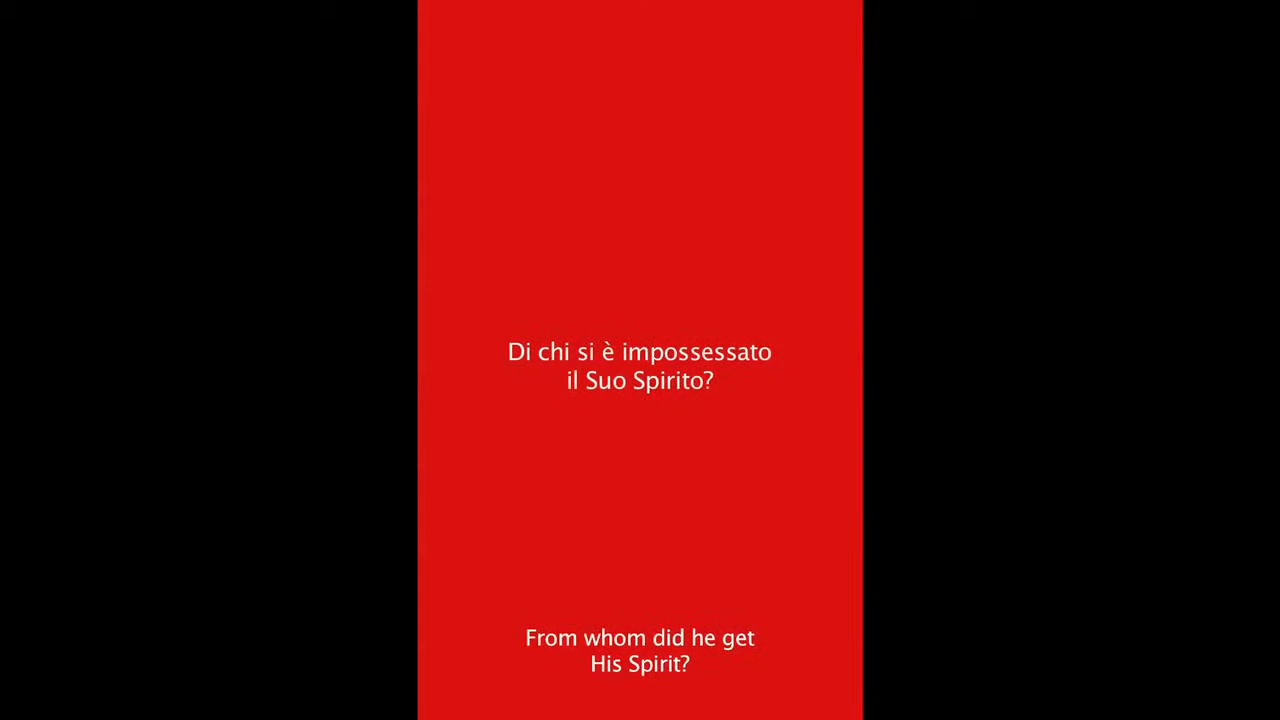 Di chi si è impossessato
il Suo Spirito?
From whom did he get
His Spirit?